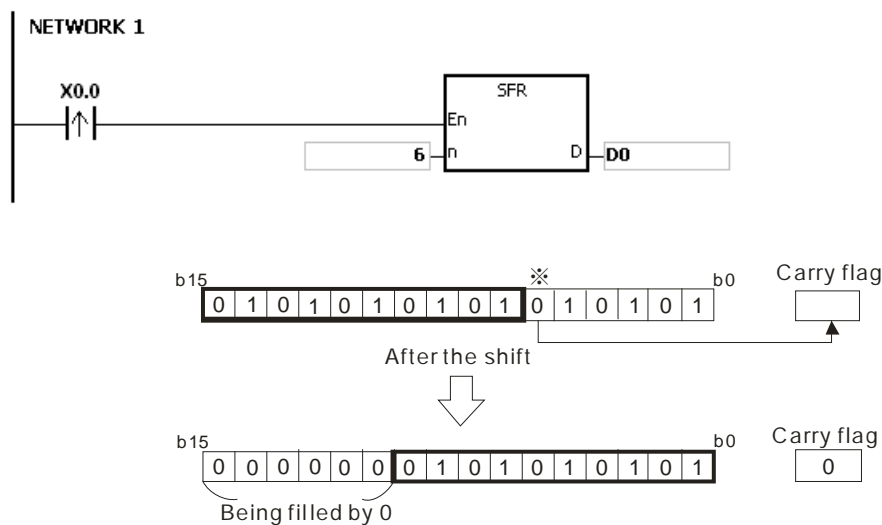 NETWORK 1
X0.0
SFR
En
6 n D D0
※
b15 b0 Carry flag
0 1 0 1 0 1 0 1 0 1 0 1 0 1 0 1
After the shift
b15 b0 Carry flag
0 0 0 0 0 0 0 1 0 1 0 1 0 1 0 1 0
Being filled by 0